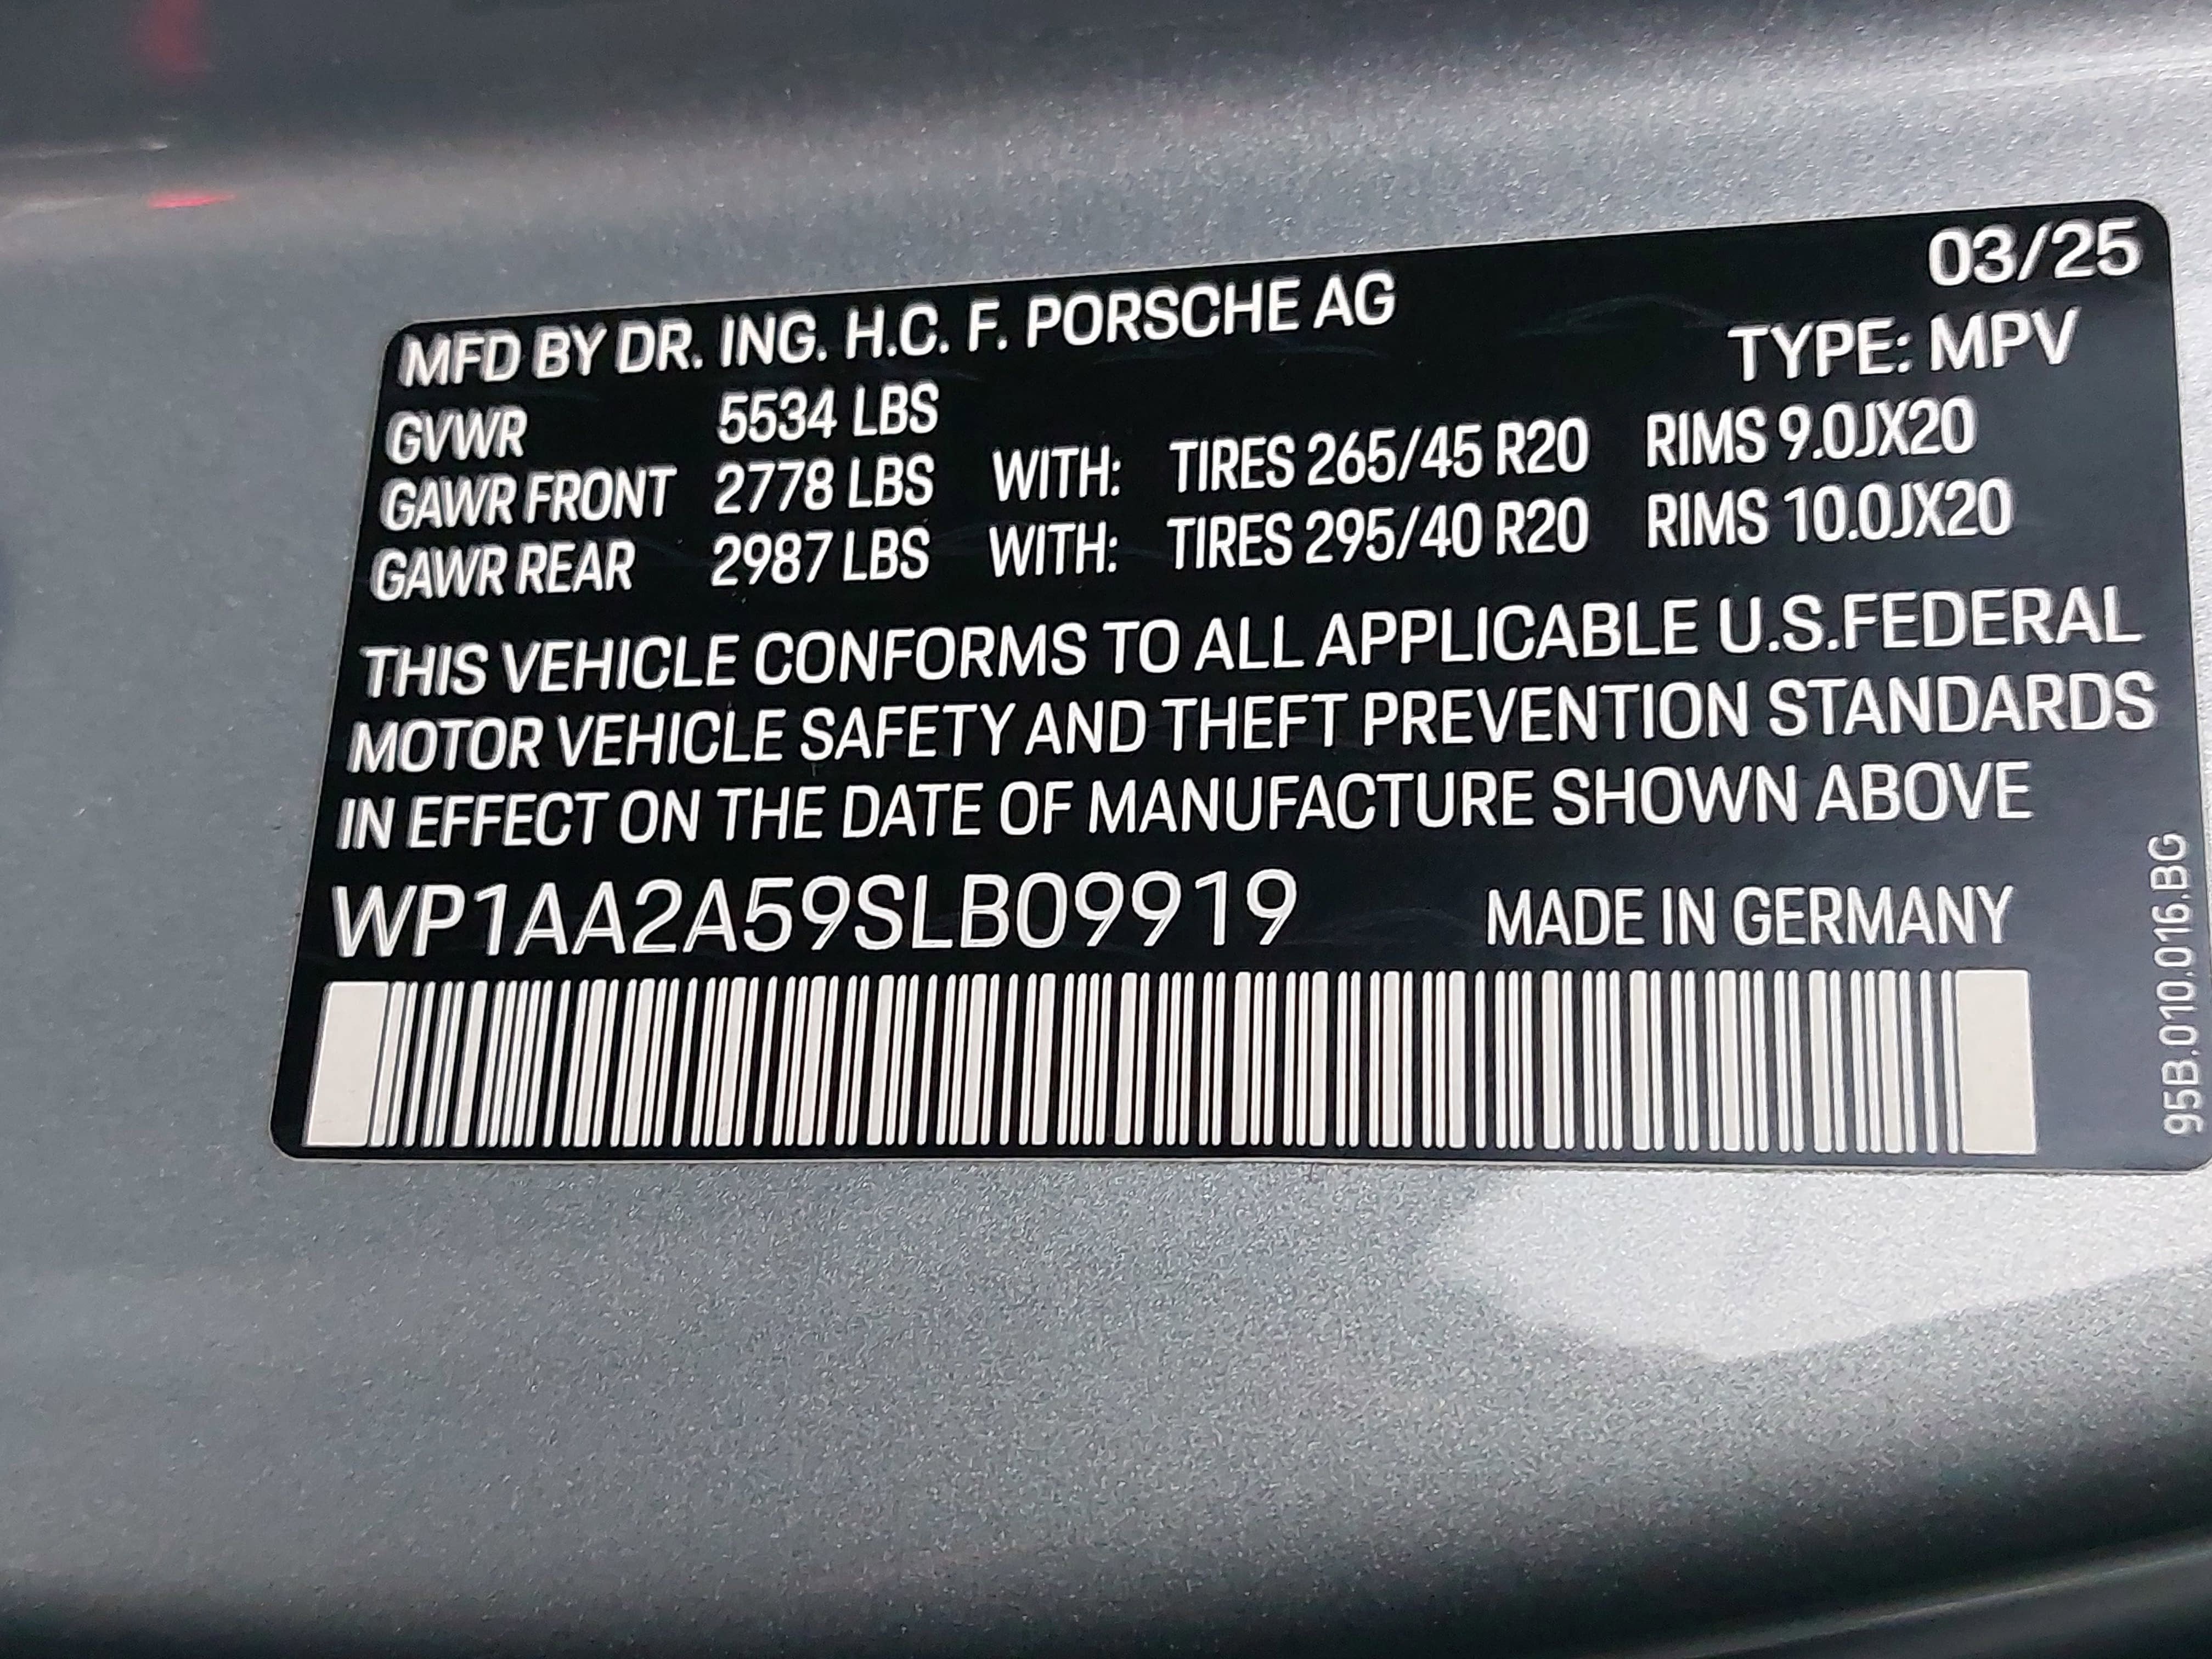 03/25
MFD BY DR. ING. H.C. F. PORSCHE AG
TYPE: MPV
GVWR 5534 LBS
GAWR FRONT 2778 LBS WITH: TIRES 265/45 R20 RIMS 9.0JX20
GAWR REAR 2987 LBS WITH: TIRES 295/40 R20 RIMS 10.0JX20
THIS VEHICLE CONFORMS TO ALL APPLICABLE U.S.FEDERAL
MOTOR VEHICLE SAFETY AND THEFT PREVENTION STANDARDS
IN EFFECT ON THE DATE OF MANUFACTURE SHOWN ABOVE
WP1AA2A59SLB09919 MADE IN GERMANY
95B.010.016.BG